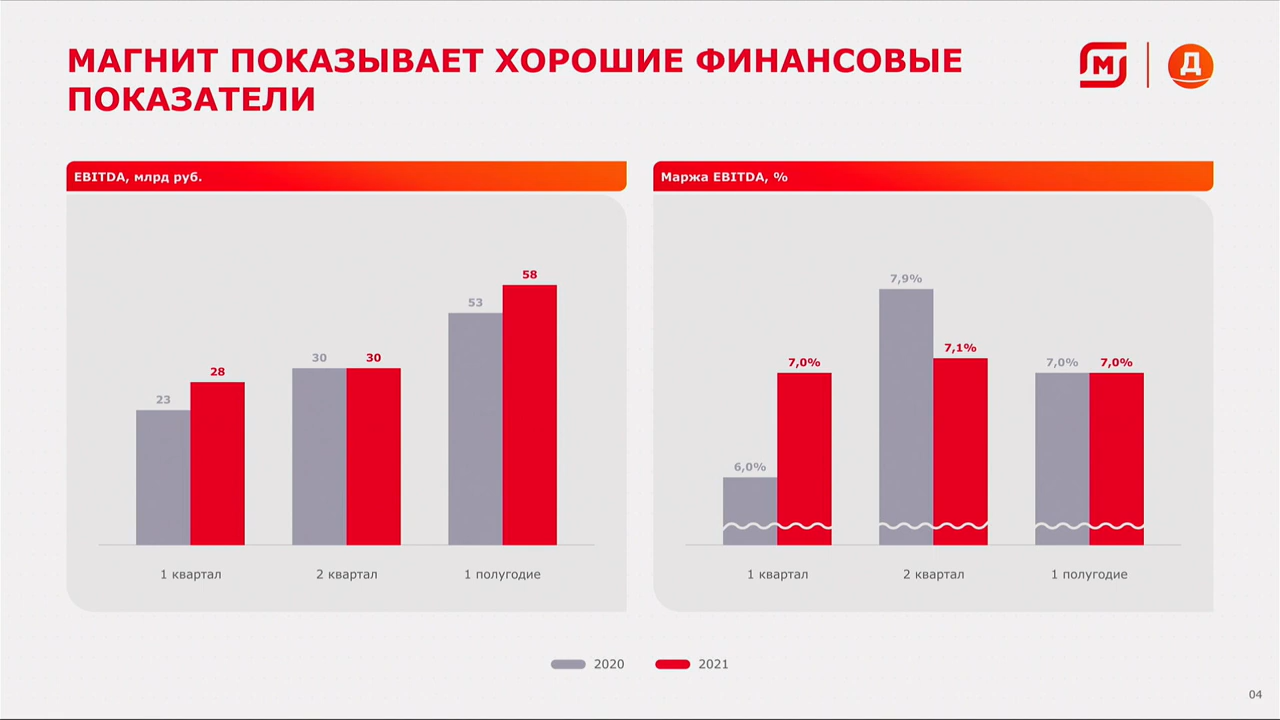 МАГНИТ ПОКАЗЫВАЕТ ХОРОШИЕ ФИНАНСОВЫЕ
ПОКАЗАТЕЛИ
М
Д
EBITDA, млрд руб.
23
28
30
30
53
58
1 квартал
2 квартал
1 полугодие
Маржа EBITDA, %
6,0%
7,0%
7,9%
7,1%
7,0%
7,0%
1 квартал
2 квартал
1 полугодие
2020
2021
04